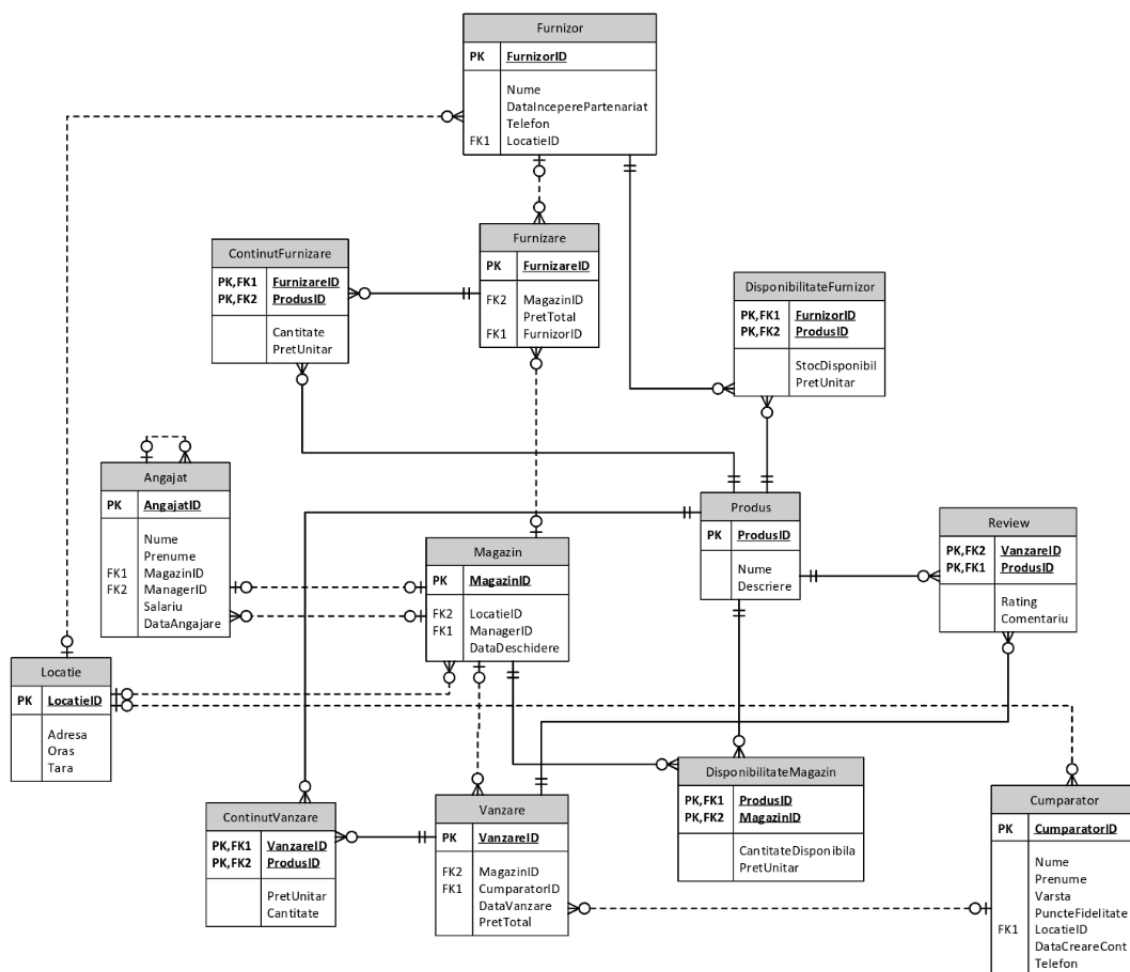 Furnizor
PK FurnizorID
Nume
DataIncepereParteneriat
Telefon
FK1 LocatieID
Furnizare
PK FurnizareID
FK2 MagazinID
PretTotal
FK1 FurnizorID
ContinutFurnizare
PK,FK1 FurnizareID
PK,FK2 ProdusID
Cantitate
PretUnitar
DisponibilitateFurnizor
PK,FK1 FurnizorID
PK,FK2 ProdusID
StocDisponibil
PretUnitar
Angajat
PK AngajatID
Nume
Prenume
FK1 MagazinID
FK2 ManagerID
Salariu
DataAngajare
Produs
PK ProdusID
Nume
Descriere
Review
PK,FK2 VanzareID
PK,FK1 ProdusID
Rating
Comentariu
Magazin
PK MagazinID
FK2 LocatieID
FK1 ManagerID
DataDeschidere
Locatie
PK LocatieID
Adresa
Oras
Tara
DisponibilitateMagazin
PK,FK1 ProdusID
PK,FK2 MagazinID
CantitateDisponibila
PretUnitar
ContinutVanzare
PK,FK1 VanzareID
PK,FK2 ProdusID
PretUnitar
Cantitate
Vanzare
PK VanzareID
FK2 MagazinID
FK1 CumparatorID
DataVanzare
PretTotal
Cumparator
PK CumparatorID
Nume
Prenume
Varsta
PuncteFidelitate
FK1 LocatieID
DataCreareCont
Telefon